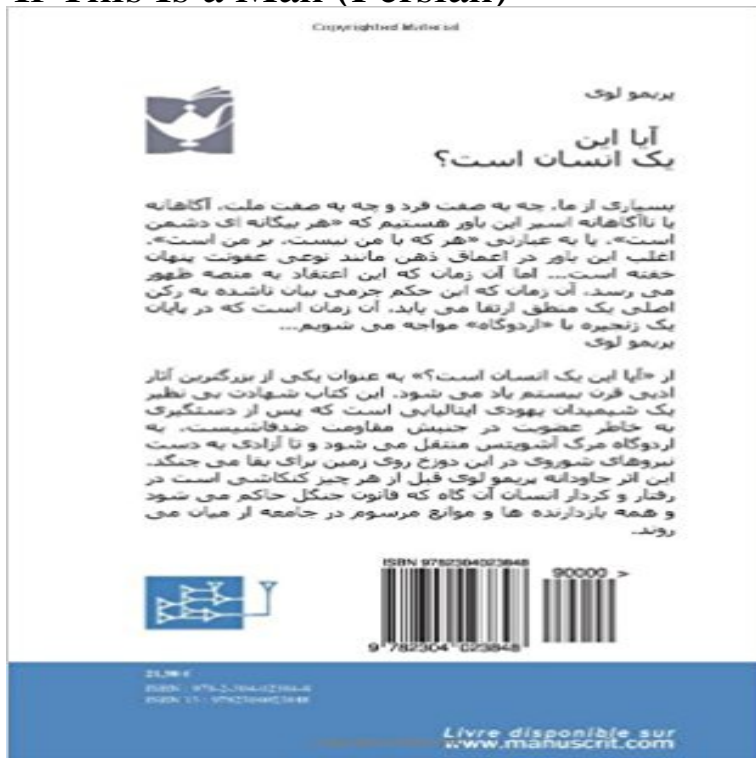 If This Is a Man (Persian)
Copyrighted Material
پریمو لوی
آیا این
یک انسان است؟
بسیاری از ما، چه به صفت فرد و چه به صفت ملت، آگاهانه
یا ناآگاهانه اسیر این باور هستیم که «هر بیگانه ای دشمن
است»، یا به عبارتی «هر که با من نیست، بر من است».
اغلب این باور در اعماق ذهن مانند نوعی عفونت پنهان
خفته است... اما آن زمان که این اعتقاد به منصه ظهور
می رسد، آن زمان که این حکم جزمی بیان ناشده به رکن
اصلی یک منطق ارتقا می یابد، آن زمان است که در پایان
یک زنجیره با «اردوگاه» مواجه می شویم...
پریمو لوی
از «آیا این یک انسان است؟» به عنوان یکی از بزرگترین آثار
ادبی قرن بیستم یاد می شود. این کتاب شهادت بی نظیر
یک شیمیدان یهودی ایتالیایی است که پس از دستگیری
به خاطر عضویت در جنبش مقاومت ضدفاشیست، به
اردوگاه مرگ آشویتس منتقل می شود و تا آزادی به دست
نیروهای شوروی در این دوزخ روی زمین برای بقا می جنگد.
این اثر جاودانه پریمو لوی قبل از هر چیز کنکاشی است در
رفتار و کردار انسان آن گاه که قانون جنگل حاکم می شود
و همه بازدارنده ها و موانع مرسوم در جامعه از میان می
روند.
ISBN 9782304023848
90000 >
9 782304 023848
ISBN : 978-2-304-02384-8
ISBN 13 : 9782304023848
Livre disponible sur
www.manuscrit.com